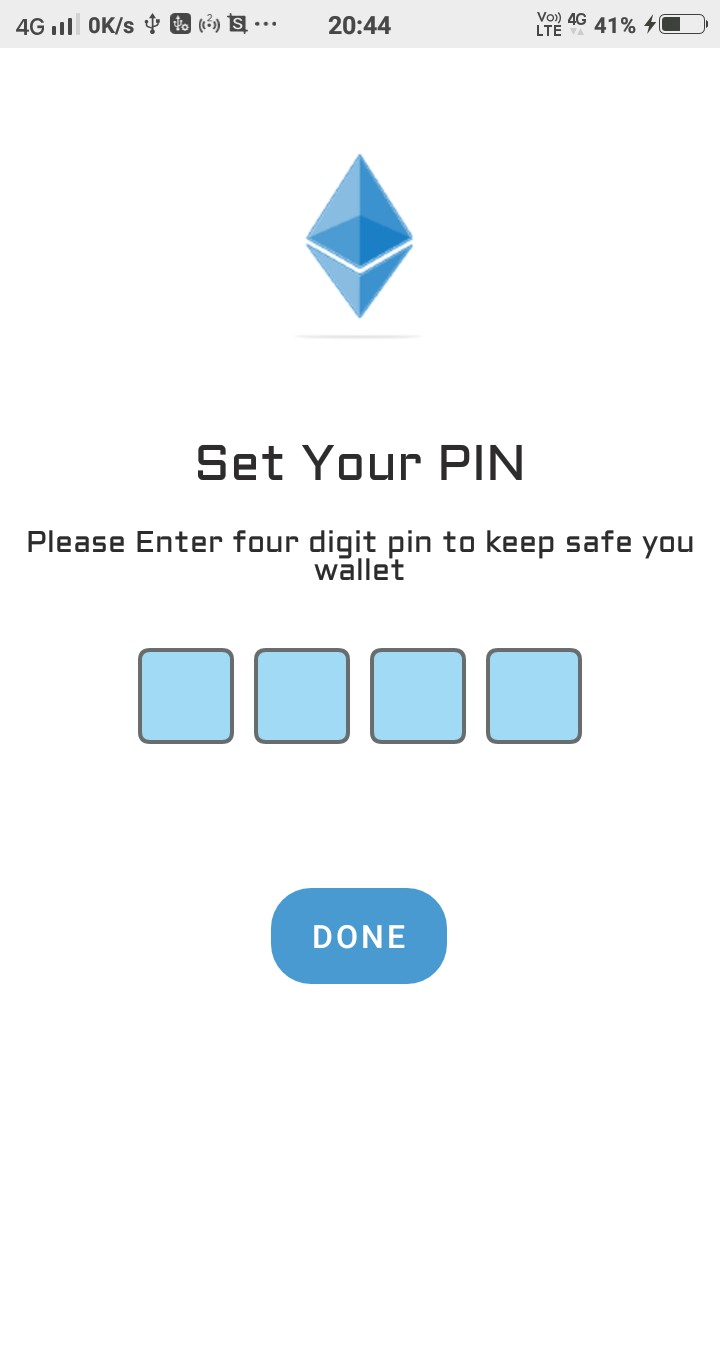 4G 0K/s 2 S ... 20:44 Vo)) LTE 4G 41%
Set Your PIN
Please Enter four digit pin to keep safe you
wallet
DONE